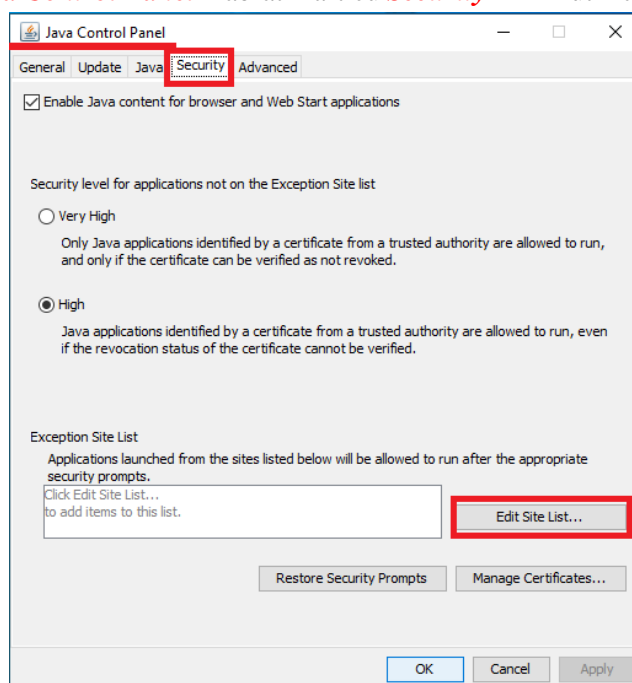 Java Control Panel
General Update Java Security Advanced
Enable Java content for browser and Web Start applications
Security level for applications not on the Exception Site list
Very High
Only Java applications identified by a certificate from a trusted authority are allowed to run,
and only if the certificate can be verified as not revoked.
High
Java applications identified by a certificate from a trusted authority are allowed to run, even
if the revocation status of the certificate cannot be verified.
Exception Site List
Applications launched from the sites listed below will be allowed to run after the appropriate
security prompts.
Click Edit Site List...
to add items to this list.
Edit Site List...
Restore Security Prompts Manage Certificates...
OK Cancel Apply